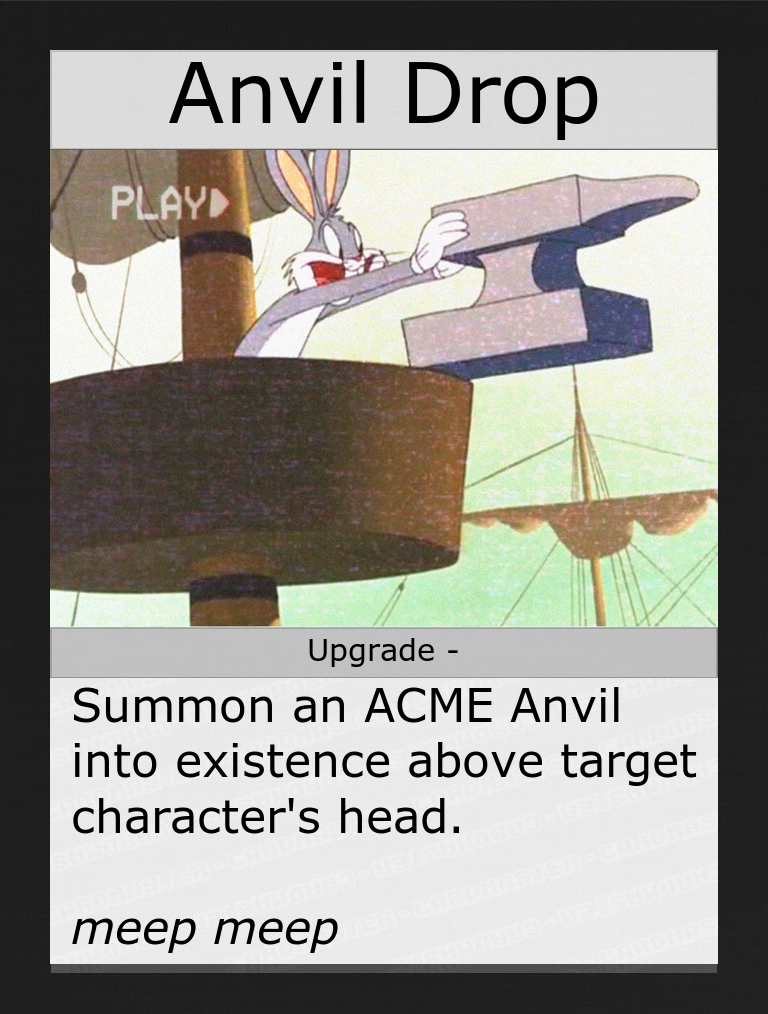 Anvil Drop
PLAY
Upgrade -
Summon an ACME Anvil
into existence above target
character's head.
meep meep